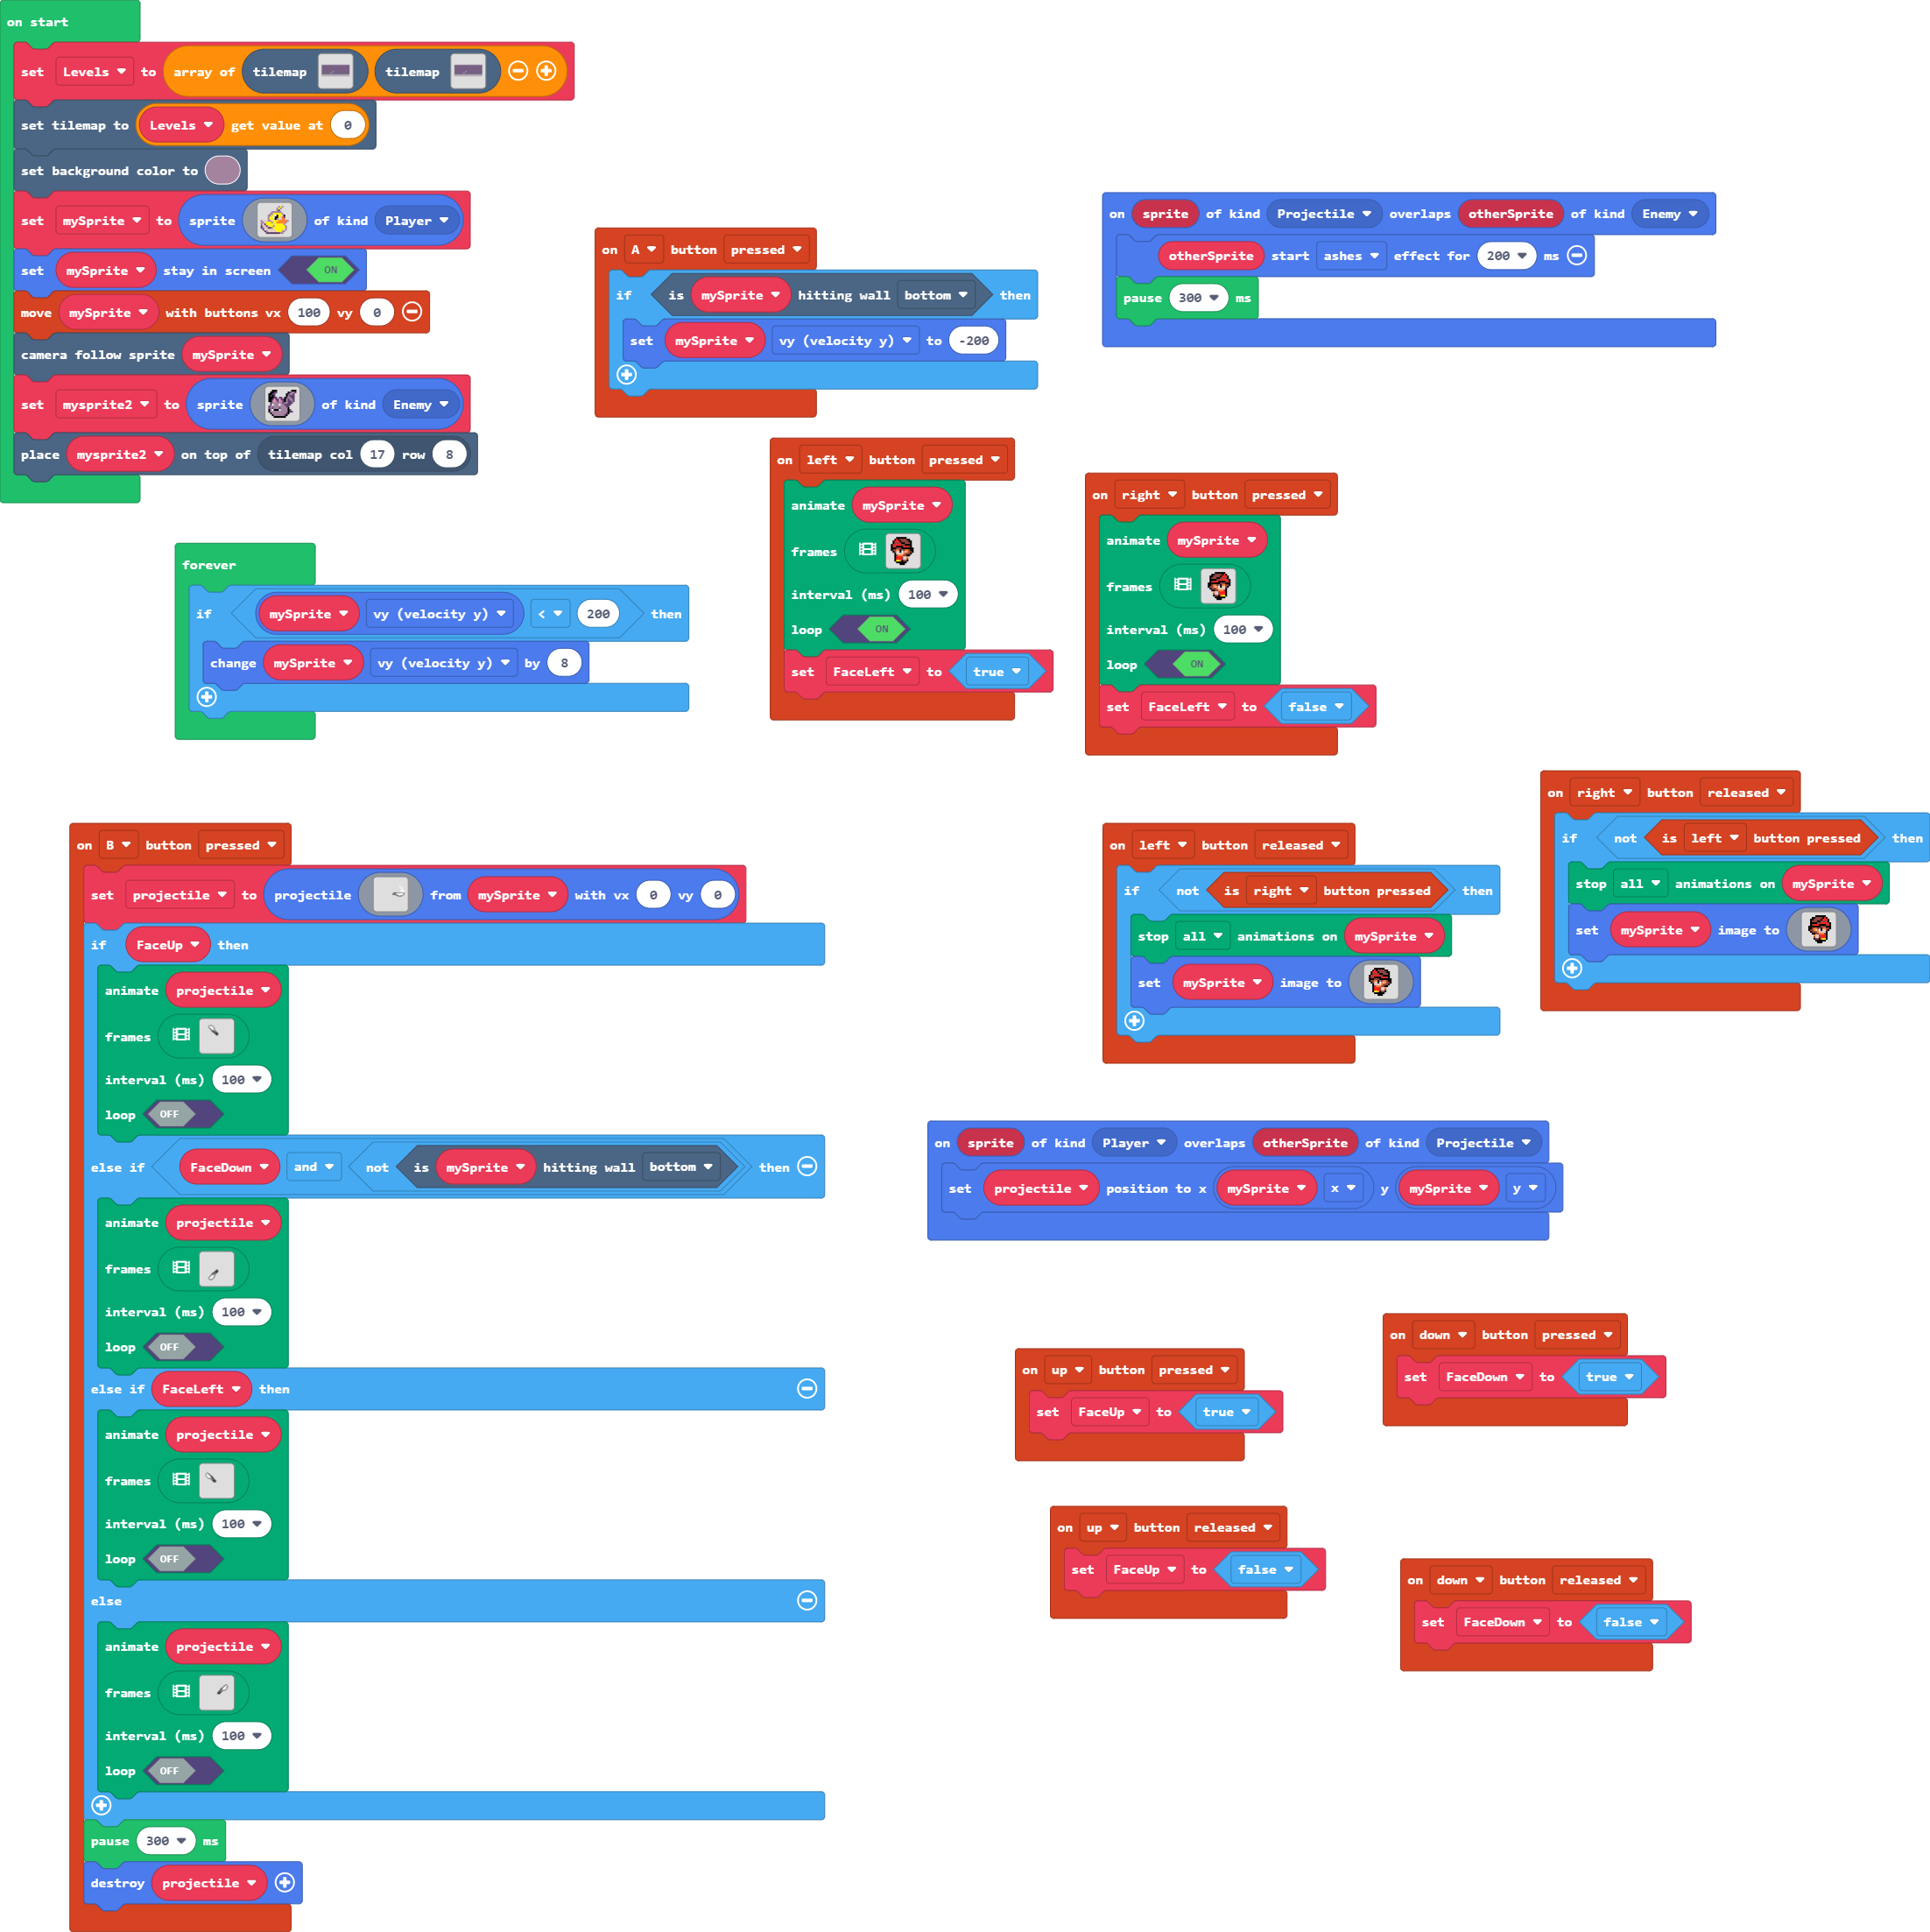 on start
set Levels to array of tilemap tilemap
set tilemap to Levels get value at 0
set background color to
set mySprite to sprite of kind Player
set mySprite stay in screen ON
move mySprite with buttons vx 100 vy 0
camera follow sprite mySprite
set mysprite2 to sprite of kind Enemy
place mysprite2 on top of tilemap col 17 row 8
on A button pressed
if is mySprite hitting wall bottom then
set mySprite vy (velocity y) to -200
on sprite of kind Projectile overlaps otherSprite of kind Enemy
otherSprite start ashes effect for 200 ms
pause 300 ms
on left button pressed
animate mySprite
frames
interval (ms) 100
loop ON
set FaceLeft to true
on right button pressed
animate mySprite
frames
interval (ms) 100
loop ON
set FaceLeft to false
forever
if mySprite vy (velocity y) < 200 then
change mySprite vy (velocity y) by 8
on B button pressed
set projectile to projectile from mySprite with vx 0 vy 0
if FaceUp then
animate projectile
frames
interval (ms) 100
loop OFF
else if FaceDown and not is mySprite hitting wall bottom then
animate projectile
frames
interval (ms) 100
loop OFF
else if FaceLeft then
animate projectile
frames
interval (ms) 100
loop OFF
else
animate projectile
frames
interval (ms) 100
loop OFF
pause 300 ms
destroy projectile
on left button released
if not is right button pressed then
stop all animations on mySprite
set mySprite image to
on right button released
if not is left button pressed then
stop all animations on mySprite
set mySprite image to
on sprite of kind Player overlaps otherSprite of kind Projectile
set projectile position to x mySprite x y mySprite y
on up button pressed
set FaceUp to true
on down button pressed
set FaceDown to true
on up button released
set FaceUp to false
on down button released
set FaceDown to false